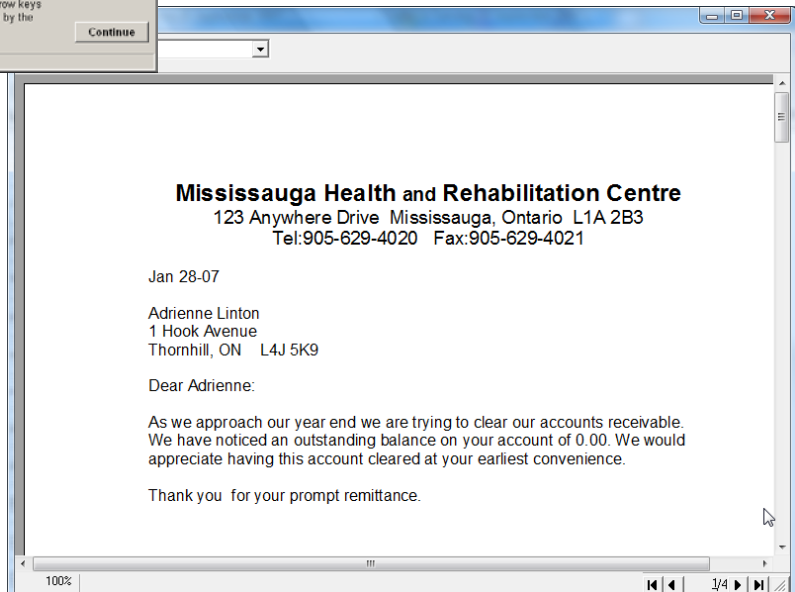 row keys
by the
Continue
Mississauga Health and Rehabilitation Centre
123 Anywhere Drive Mississauga, Ontario L1A 2B3
Tel:905-629-4020 Fax:905-629-4021
Jan 28-07
Adrienne Linton
1 Hook Avenue
Thornhill, ON L4J 5K9
Dear Adrienne:
As we approach our year end we are trying to clear our accounts receivable.
We have noticed an outstanding balance on your account of 0.00. We would
appreciate having this account cleared at your earliest convenience.
Thank you for your prompt remittance.
100%
1/4